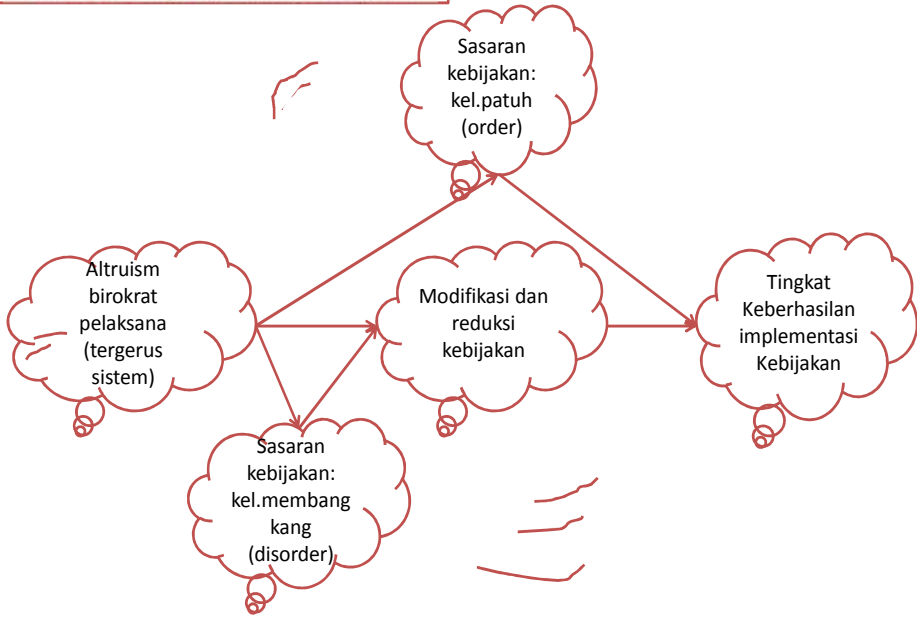 Sasaran
kebijakan:
kel.patuh
(order)
Altruism
birokrat
pelaksana
(tergerus
sistem)
Modifikasi dan
reduksi
kebijakan
Tingkat
Keberhasilan
implementasi
Kebijakan
Sasaran
kebijakan:
kel.membang
kang
(disorder)